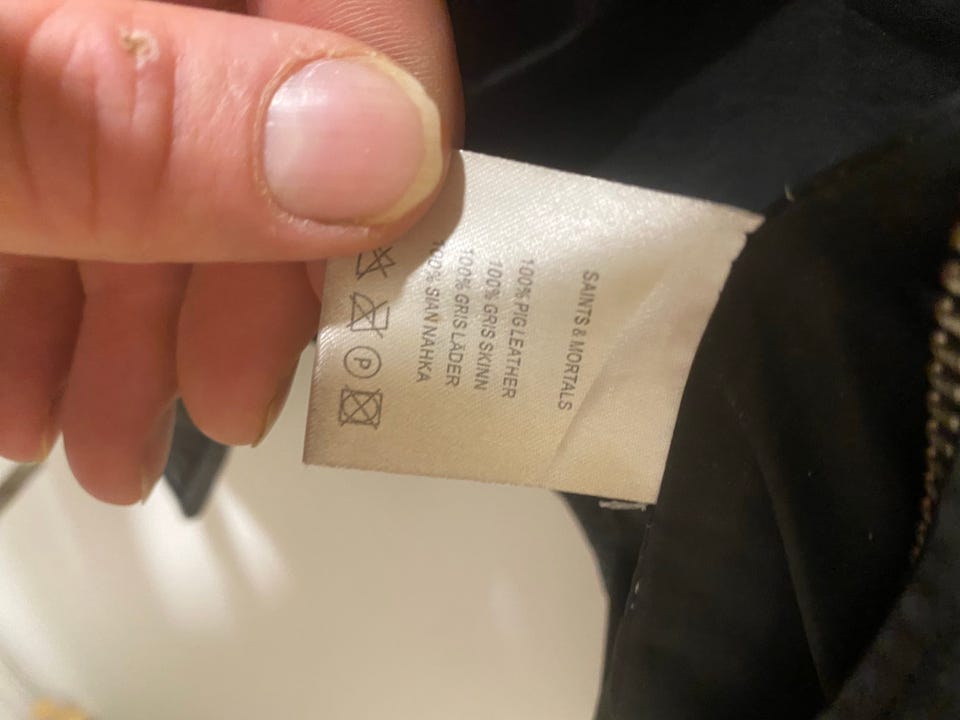 SAINTS & MORTALS
100% PIG LEATHER
100% GRIS SKINN
100% GRIS LÄDER
100% SIAN NAHKA
P